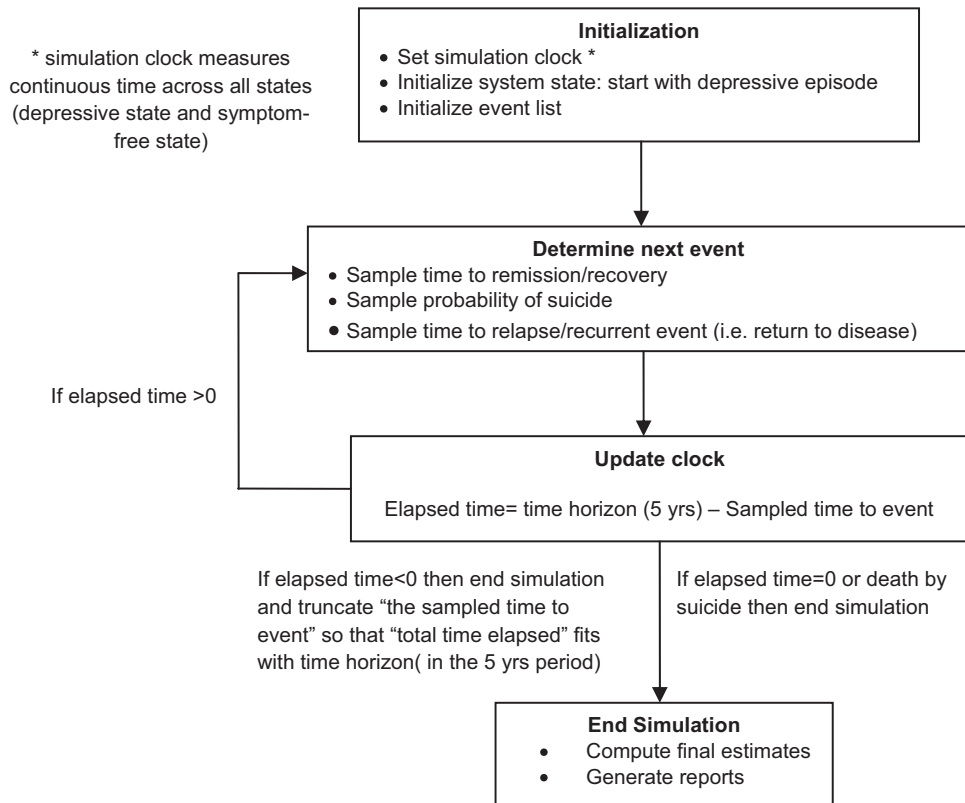 Initialization
• Set simulation clock *
• Initialize system state: start with depressive episode
• Initialize event list
* simulation clock measures
continuous time across all states
(depressive state and symptom-
free state)
Determine next event
• Sample time to remission/recovery
• Sample probability of suicide
• Sample time to relapse/recurrent event (i.e. return to disease)
If elapsed time >0
Update clock
Elapsed time= time horizon (5 yrs) – Sampled time to event
If elapsed time<0 then end simulation
and truncate “the sampled time to
event” so that “total time elapsed” fits
with time horizon( in the 5 yrs period)
If elapsed time=0 or death by
suicide then end simulation
End Simulation
• Compute final estimates
• Generate reports